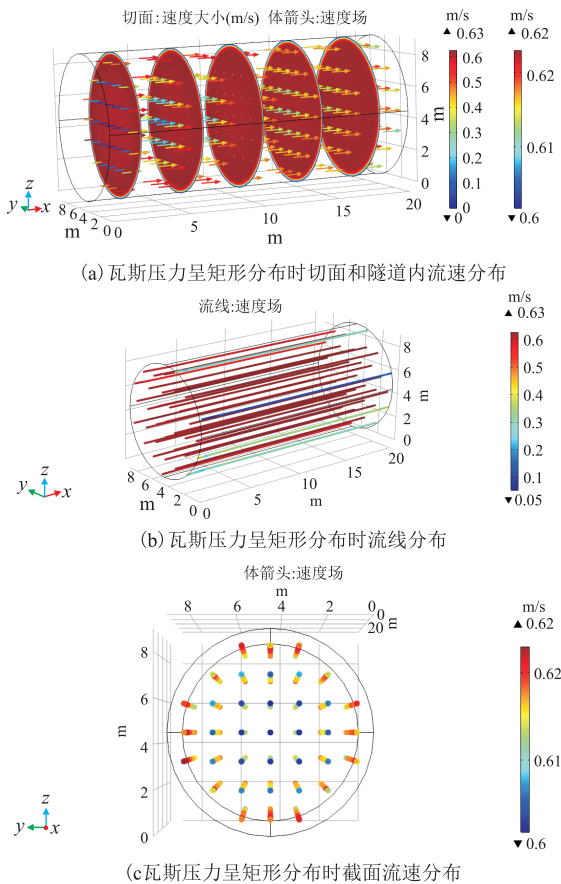 切面:速度大小(m/s) 体箭头:速度场
m/s
m/s
▲ 0.63
▲ 0.62
0.6
0.5
0.4
0.3
0.2
0.1
▼ 0
0.62
0.61
▼ 0.6
8
6
4
2
0
m
z
y
x
8
6
4
2
0
m
0
5
10
15
20
m
(a)瓦斯压力呈矩形分布时切面和隧道内流速分布
流线:速度场
m/s
▲ 0.63
0.6
0.5
0.4
0.3
0.2
0.1
▼ 0.05
8
6
4
2
0
m
z
y
x
8
6
4
2
0
m
0
5
10
15
20
m
(b)瓦斯压力呈矩形分布时流线分布
体箭头:速度场
m
8
6
4
2
0
20
m
8
6
4
2
0
m
z
y
x
m/s
▲ 0.62
0.62
0.61
▼ 0.6
(c瓦斯压力呈矩形分布时截面流速分布